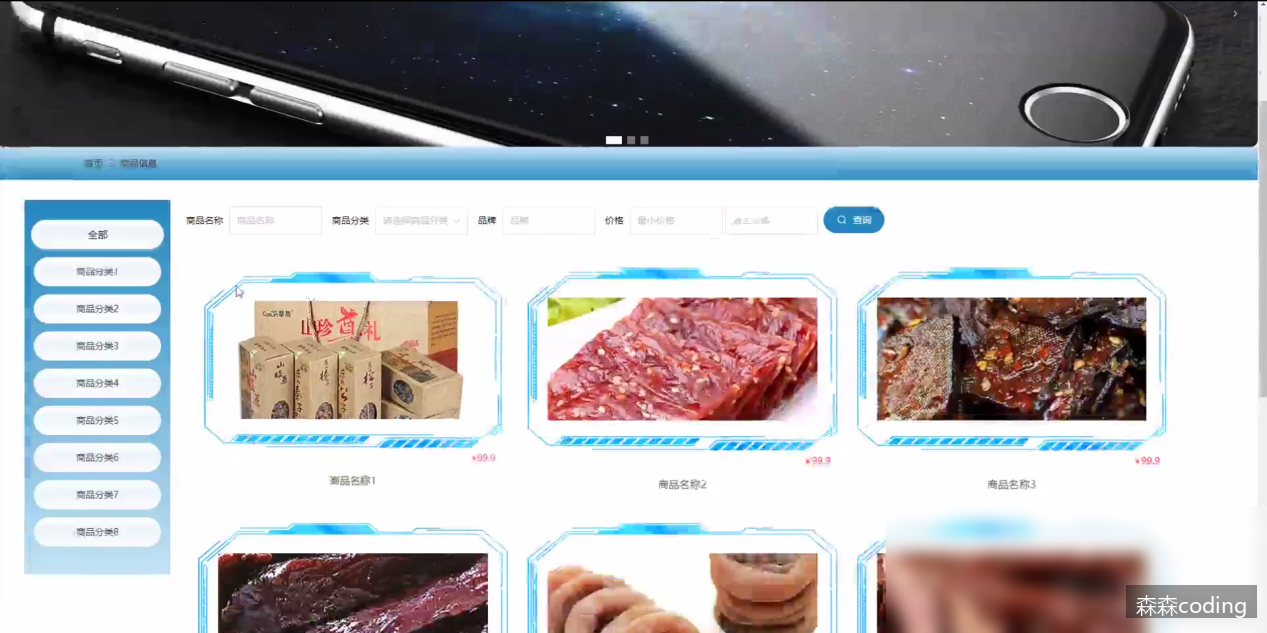 首页
商品信息
全部
商品分类1
商品分类2
商品分类3
商品分类4
商品分类5
商品分类6
商品分类7
商品分类8
商品名称 商品名称 商品分类 请选择商品分类 品牌 品牌 价格 最小价格 查询
山珍首礼
¥99.9
商品名称1
¥99.9
商品名称2
¥99.9
商品名称3
森森coding